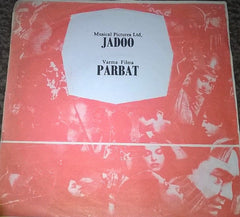 Musical Pictures Ltd.
JADOO
Varma Films
PARBAT